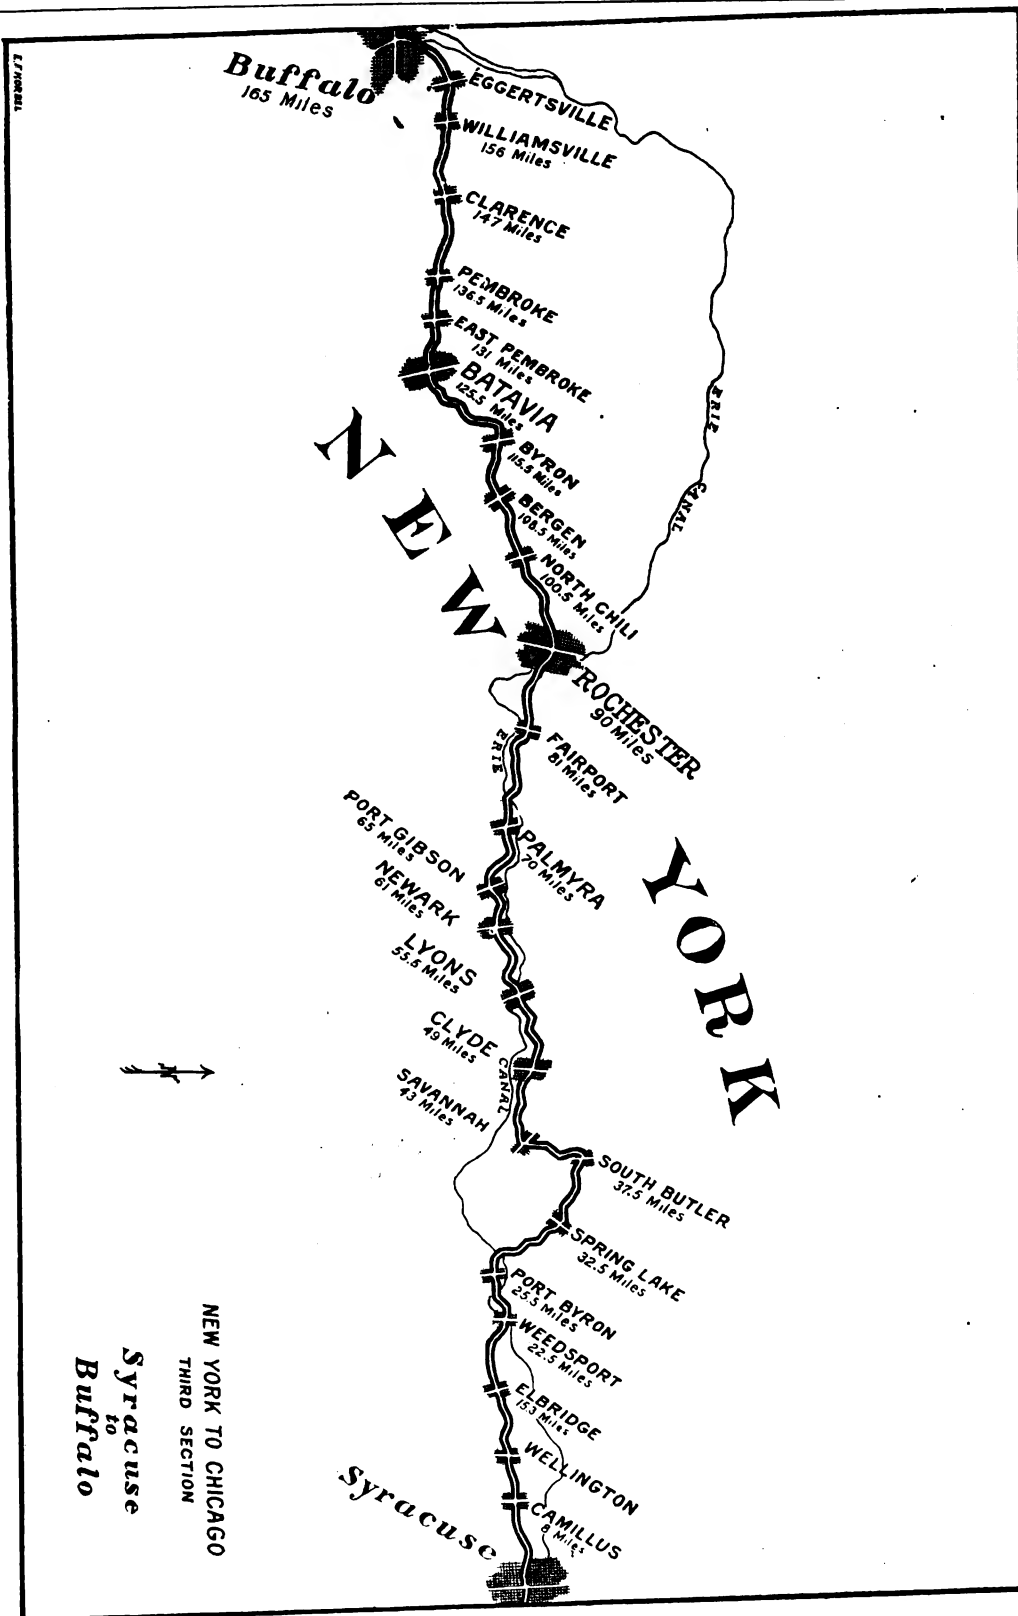 L.F. KORBEL
Buffalo
165 Miles
EGGERTSVILLE
WILLIAMSVILLE
156 Miles
CLARENCE
147 Miles
PEMBROKE
136.5 Miles
EAST PEMBROKE
131 Miles
BATAVIA
125.5 Miles
BYRON
115.5 Miles
BERGEN
108.5 Miles
NORTH CHILI
100.5 Miles
ERIE
CANAL
NEW
YORK
ROCHESTER
90 Miles
FAIRPORT
81 Miles
ERIE
PALMYRA
70 Miles
PORT GIBSON
65 Miles
NEWARK
61 Miles
LYONS
55.5 Miles
CLYDE
49 Miles
CANAL
SAVANNAH
43 Miles
N
SOUTH BUTLER
37.5 Miles
SPRING LAKE
32.5 Miles
PORT BYRON
25.5 Miles
WEEDSPORT
22.5 Miles
ELBRIDGE
15.3 Miles
WELLINGTON
CAMILLUS
8 Miles
Syracuse
NEW YORK TO CHICAGO
THIRD SECTION
Syracuse
to
Buffalo